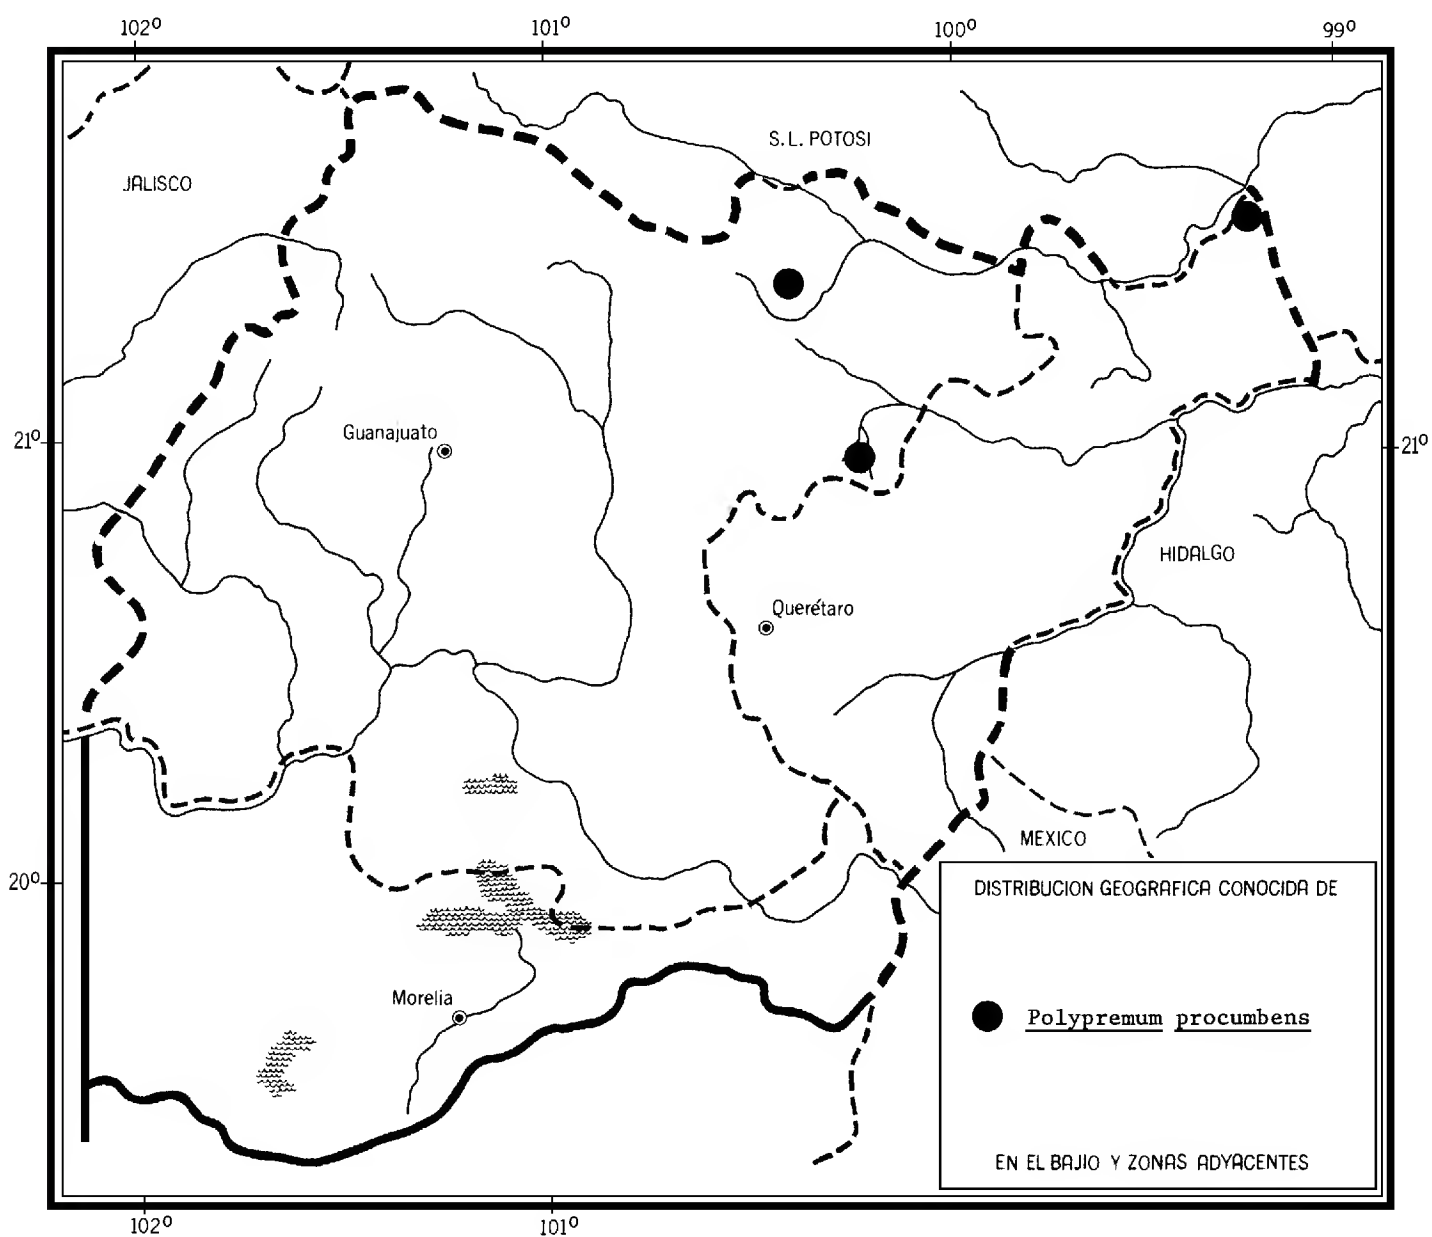 102º 101º 100º 99º
S.L. POTOSI
JALISCO
Guanajuato
21º
21º
HIDALGO
Querétaro
MEXICO
20º
DISTRIBUCION GEOGRAFICA CONOCIDA DE
Morelia
Polypremum procumbens
EN EL BAJIO Y ZONAS ADYACENTES
102º 101º